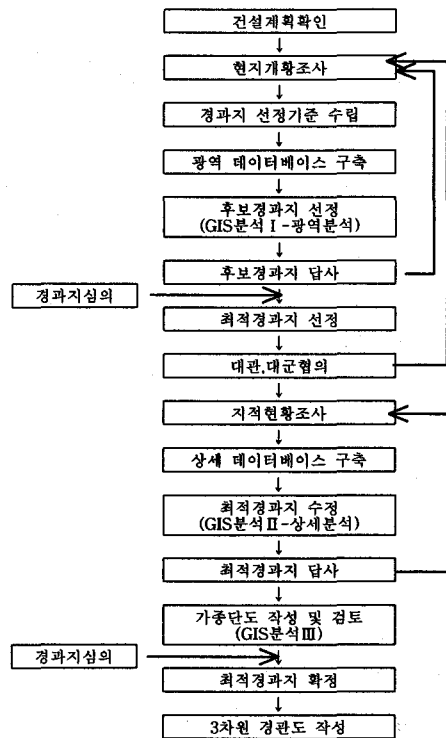 건설계획확인
현지개황조사
경과지 선정기준 수립
광역 데이터베이스 구축
후보경과지 선정
(GIS분석 I -광역분석)
후보경과지 답사
경과지심의
최적경과지 선정
대관,대군협의
지적현황조사
상세 데이터베이스 구축
최적경과지 수정
(GIS분석 II -상세분석)
최적경과지 답사
가종단도 작성 및 검토
(GIS분석 III)
경과지심의
최적경과지 확정
3차원 경관도 작성